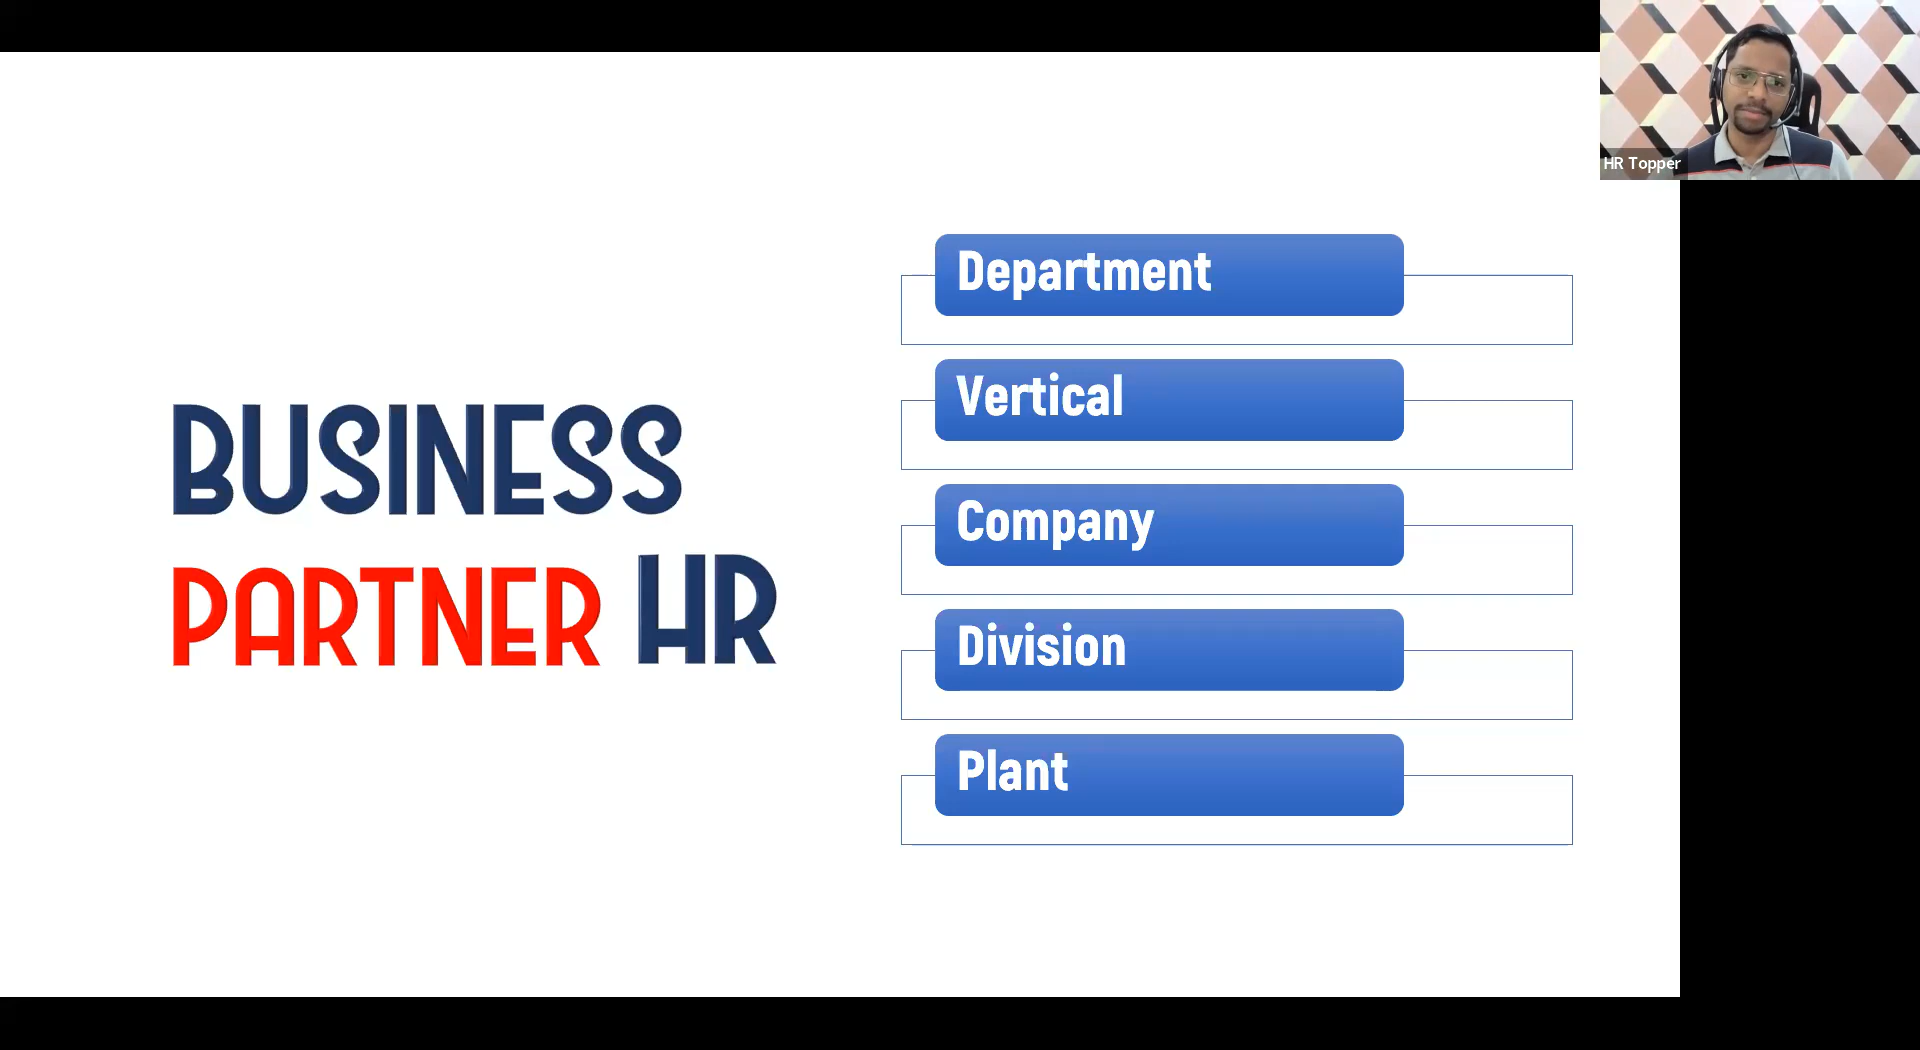 HR Topper
BUSINESS
PARTNER HR
Department
Vertical
Company
Division
Plant